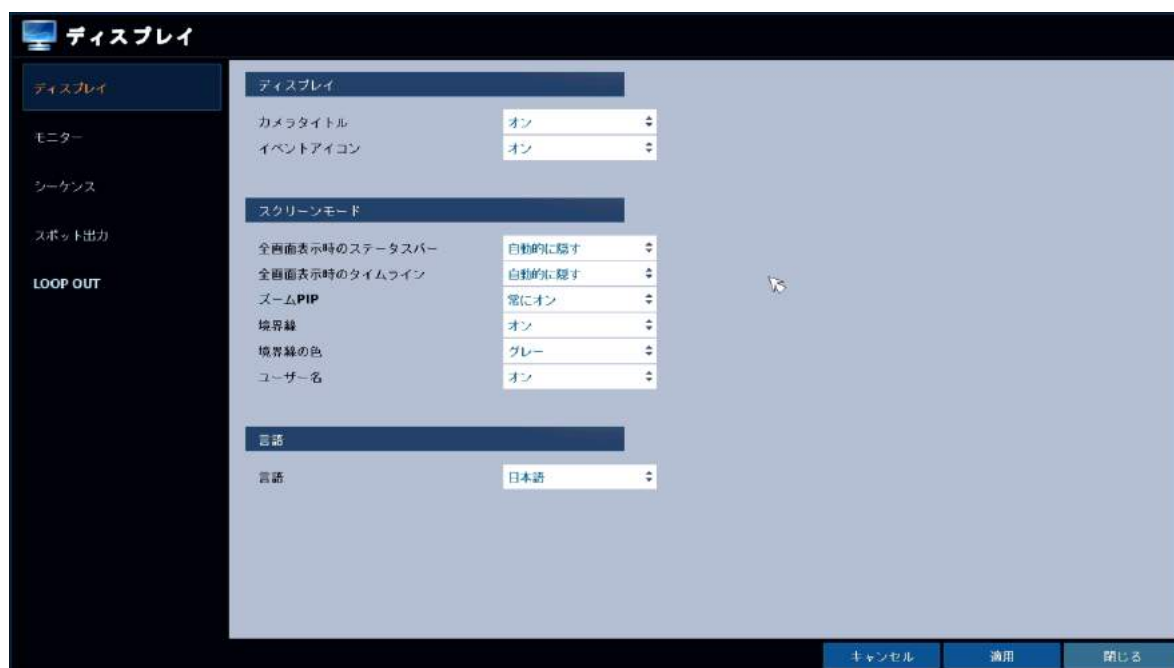 ディスプレイ
ディスプレイ
モニター
シーケンス
スポット出力
LOOP OUT
ディスプレイ
カメラタイトル オン
イベントアイコン オン
スクリーンモード
全画面表示時のステータスバー 自動的に隠す
全画面表示時のタイムライン 自動的に隠す
ズームPIP 常にオン
境界線 オン
境界線の色 グレー
ユーザー名 オン
言語
言語 日本語
キャンセル 適用 閉じる